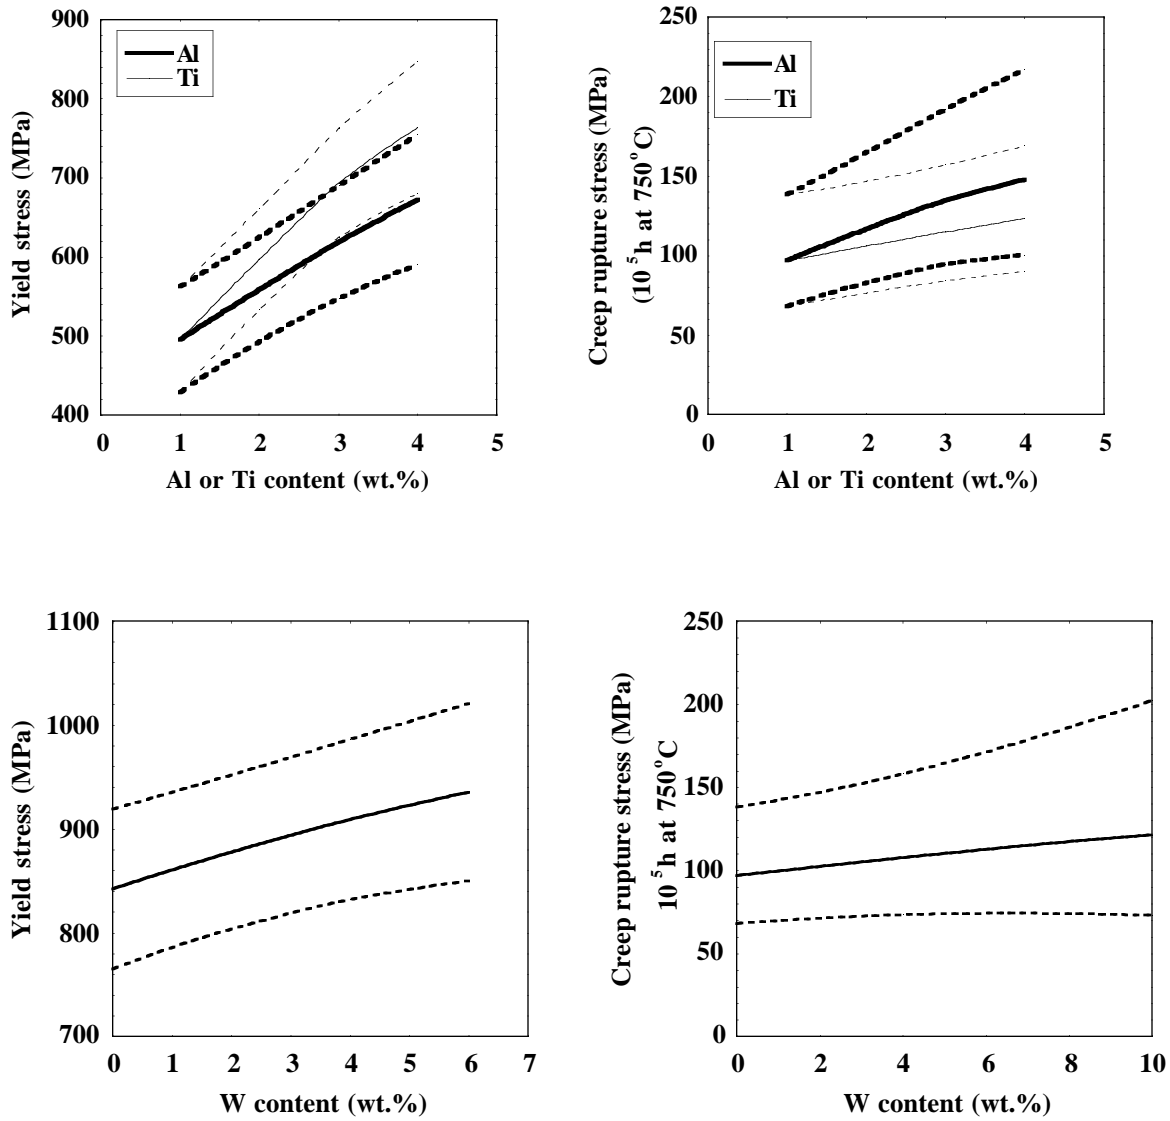 Yield stress (MPa)
900
800
700
600
500
400
Al
Ti
0 1 2 3 4 5
Al or Ti content (wt.%)
Creep rupture stress (MPa)
(10⁵h at 750°C)
250
200
150
100
50
0
Al
Ti
0 1 2 3 4 5
Al or Ti content (wt.%)
Yield stress (MPa)
1100
1000
900
800
700
0 1 2 3 4 5 6 7
W content (wt.%)
Creep rupture stress (MPa)
10⁵h at 750°C
250
200
150
100
50
0
0 2 4 6 8 10
W content (wt.%)